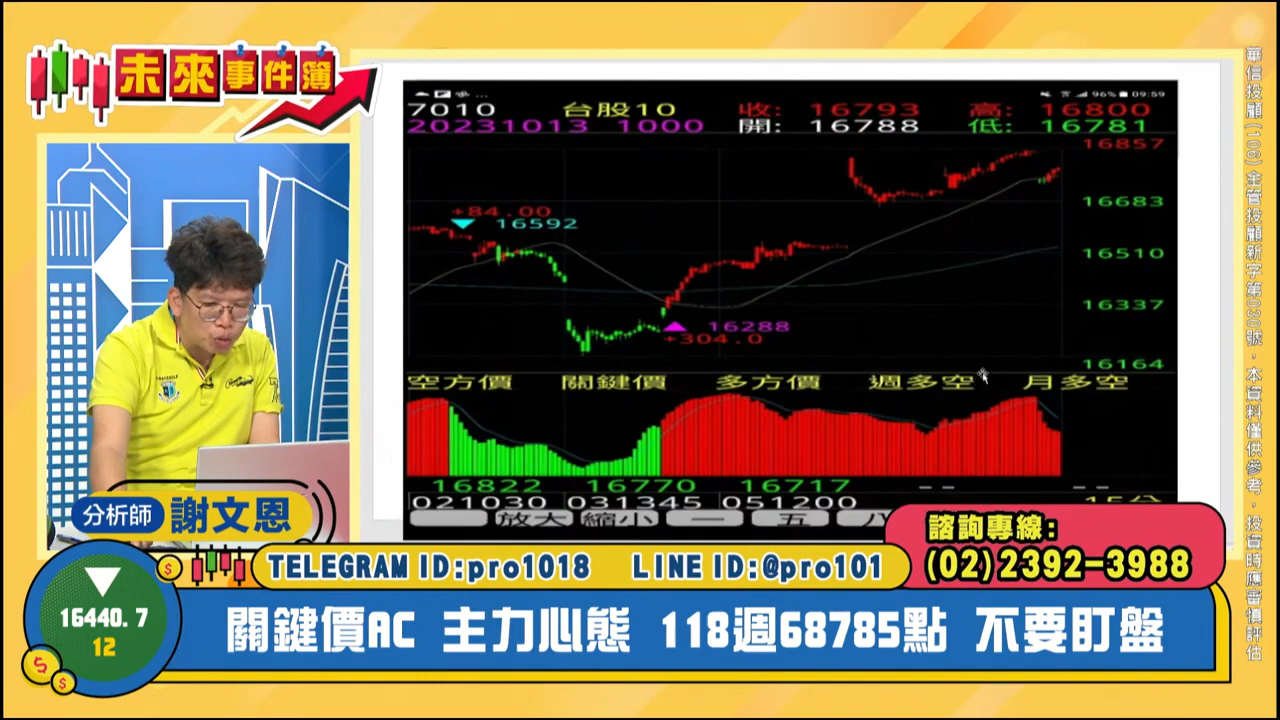 未來事件簿
96% 09:59
7010 台股10 收: 16793 高: 16800
20231013 1000 開: 16788 低: 16781
16857
16683
+84.00
16592
16510
16337
16288
+304.0
16164
空方價 關鍵價 多方價 週多空 月多空
16822 16770 16717 -- --
021030 031345 051200 15分
放大 縮小 一 五 八
分析師 謝文恩
諮詢專線:
(02)2392-3988
TELEGRAM ID:pro1018 LINE ID:@pro101
16440.7
12
關鍵價AC 主力心態 118週68785點 不要盯盤
華信投顧(106)金管投顧新字第030號,本資料僅供參考,投資時應審慎評估